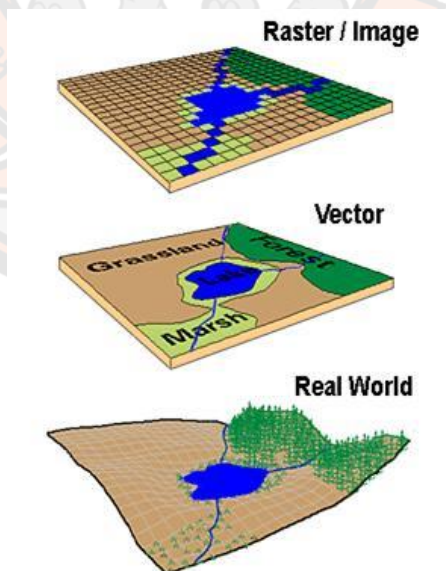 Raster / Image
Vector
Grassland
Forest
Lake
Marsh
Real World